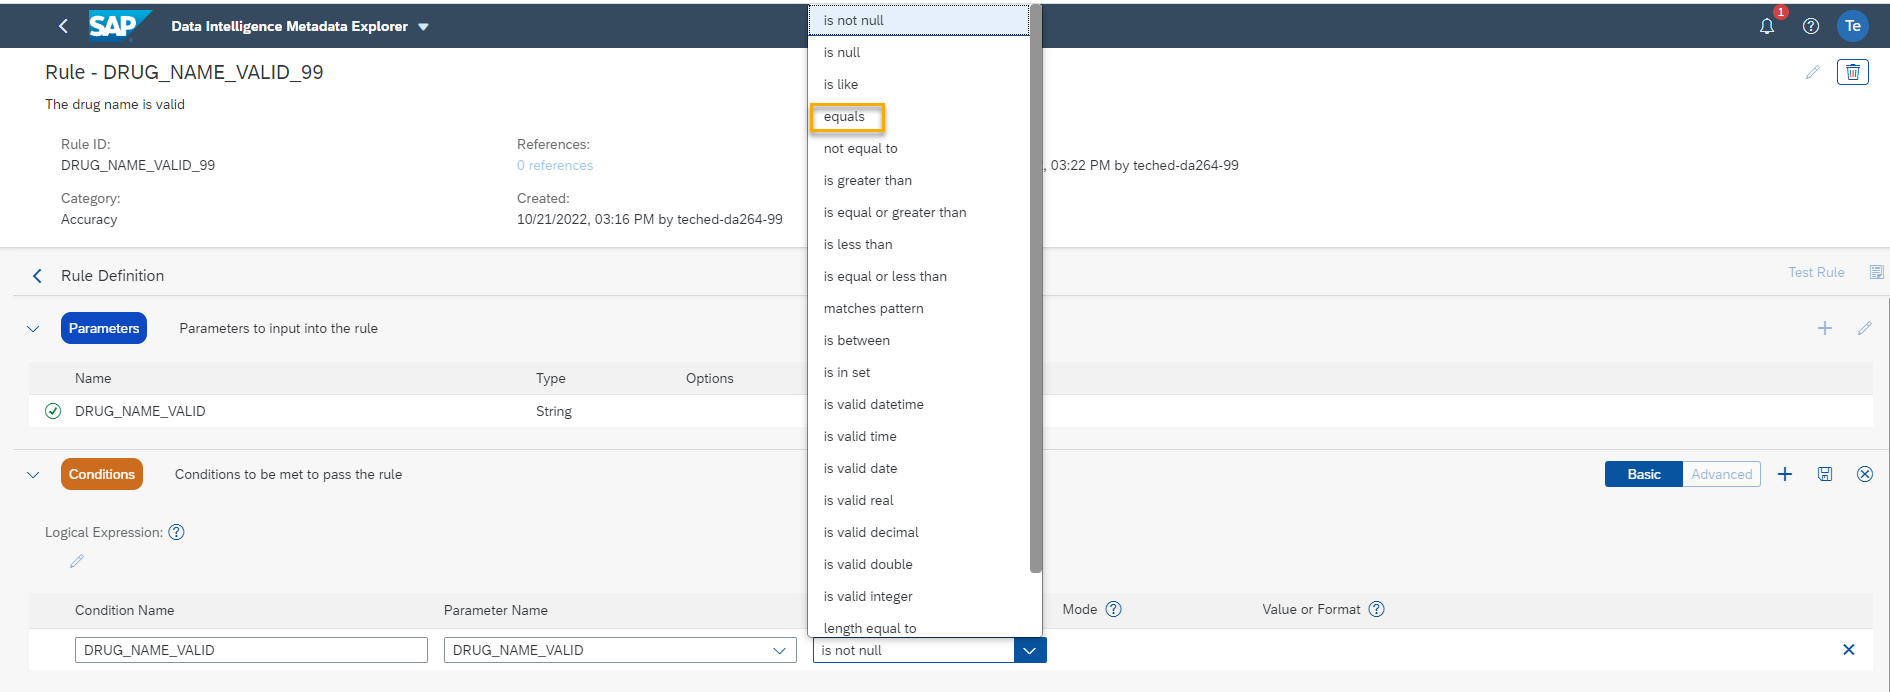 SAP Data Intelligence Metadata Explorer
1
Te
Rule - DRUG_NAME_VALID_99
The drug name is valid
Rule ID:
DRUG_NAME_VALID_99
References:
0 references
, 03:22 PM by teched-da264-99
Category:
Accuracy
Created:
10/21/2022, 03:16 PM by teched-da264-99
Rule Definition
Test Rule
Parameters Parameters to input into the rule
Name Type Options
DRUG_NAME_VALID String
Conditions Conditions to be met to pass the rule
Basic Advanced
Logical Expression: ?
Condition Name Parameter Name Mode ? Value or Format ?
DRUG_NAME_VALID DRUG_NAME_VALID is not null
is not null
is null
is like
equals
not equal to
is greater than
is equal or greater than
is less than
is equal or less than
matches pattern
is between
is in set
is valid datetime
is valid time
is valid date
is valid real
is valid decimal
is valid double
is valid integer
length equal to